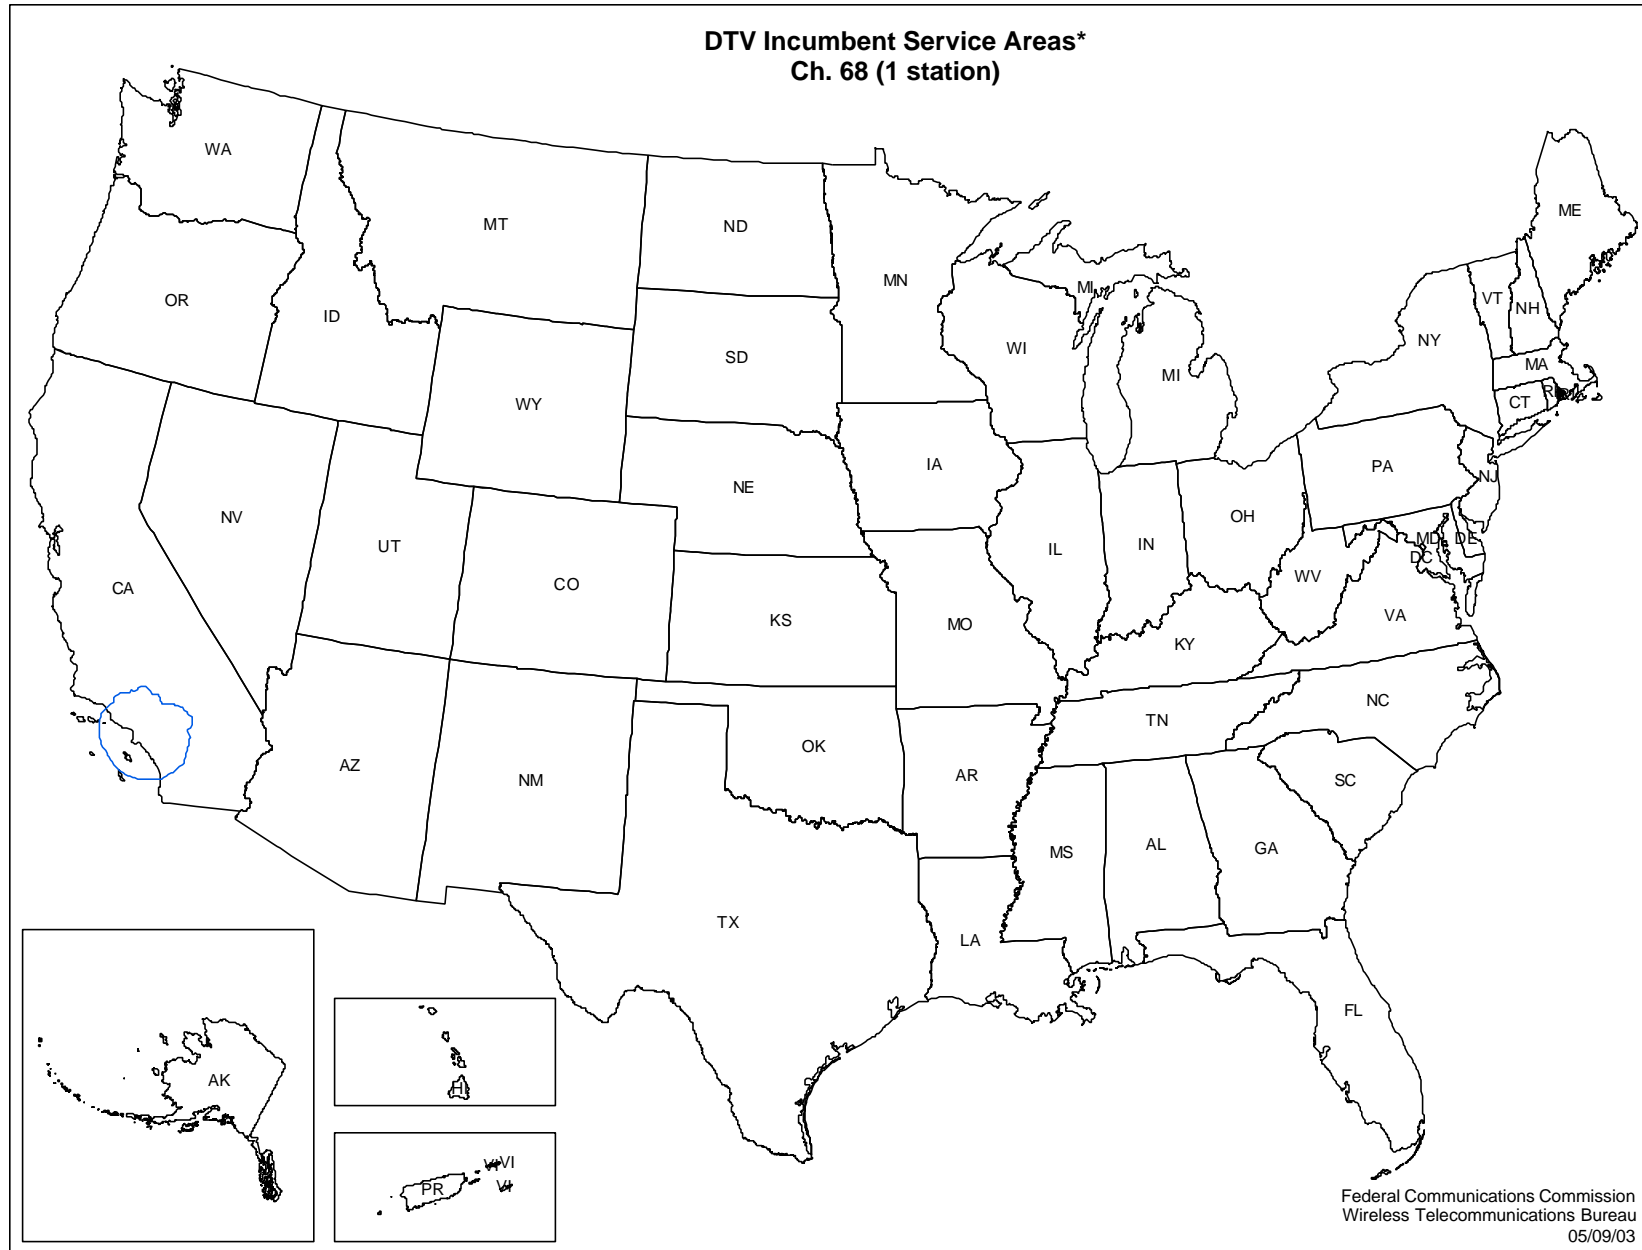 DTV Incumbent Service Areas*
Ch. 68 (1 station)
WA
MT
ND
MN
ME
OR
ID
SD
WI
MI
MI
VT
NH
NY
MA
WY
CT
IA
NE
PA
NJ
NV
UT
CO
IL
IN
OH
MD
DE
DC
WV
VA
CA
KS
MO
KY
NC
TN
AZ
NM
OK
AR
SC
MS
AL
GA
TX
LA
FL
AK
PR
VI
VI
VI
Federal Communications Commission
Wireless Telecommunications Bureau
05/09/03